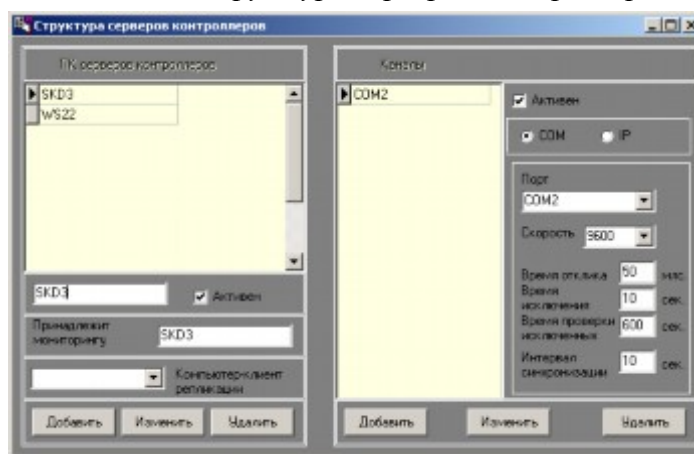 Структура серверов контроллеров
ПК серверов контроллеров
SKD3
WS22
SKD3
Активен
Принадлежит
мониторингу
SKD3
Компьютер-клиент
репликации
Добавить Изменить Удалить
Каналы
COM2
Активен
COM IP
Порт
COM2
Скорость 9600
Время отклика 50 млс.
Время
исключения 10 сек.
Время проверки
исключенных 600 сек.
Интервал
синхронизации 10 сек.
Добавить Изменить Удалить